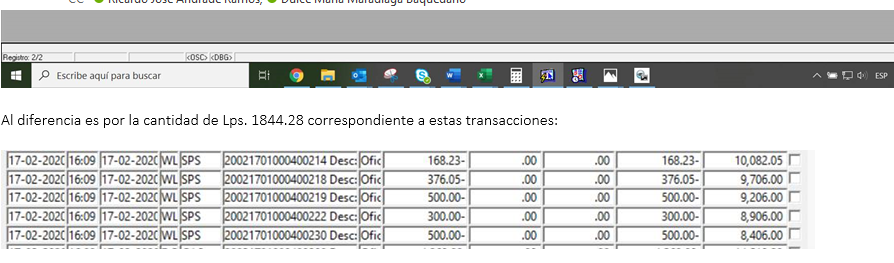 CC Ricardo José Andrade Ramos; Dulce María Maradiaga Baquedano
Registro: 2/2 <OSC> <DBG>
Escribe aquí para buscar ESP
Al diferencia es por la cantidad de Lps. 1844.28 correspondiente a estas transacciones:
17-02-202( 16:09 17-02-202( WL SPS 20021701000400214 Desc: Ofic 168.23- .00 .00 168.23- 10,082.05
17-02-202( 16:09 17-02-202( WL SPS 20021701000400218 Desc: Ofic 376.05- .00 .00 376.05- 9,706.00
17-02-202( 16:09 17-02-202( WL SPS 20021701000400219 Desc: Ofic 500.00- .00 .00 500.00- 9,206.00
17-02-202( 16:09 17-02-202( WL SPS 20021701000400222 Desc: Ofic 300.00- .00 .00 300.00- 8,906.00
17-02-202( 16:09 17-02-202( WL SPS 20021701000400230 Desc: Ofic 500.00- .00 .00 500.00- 8,406.00